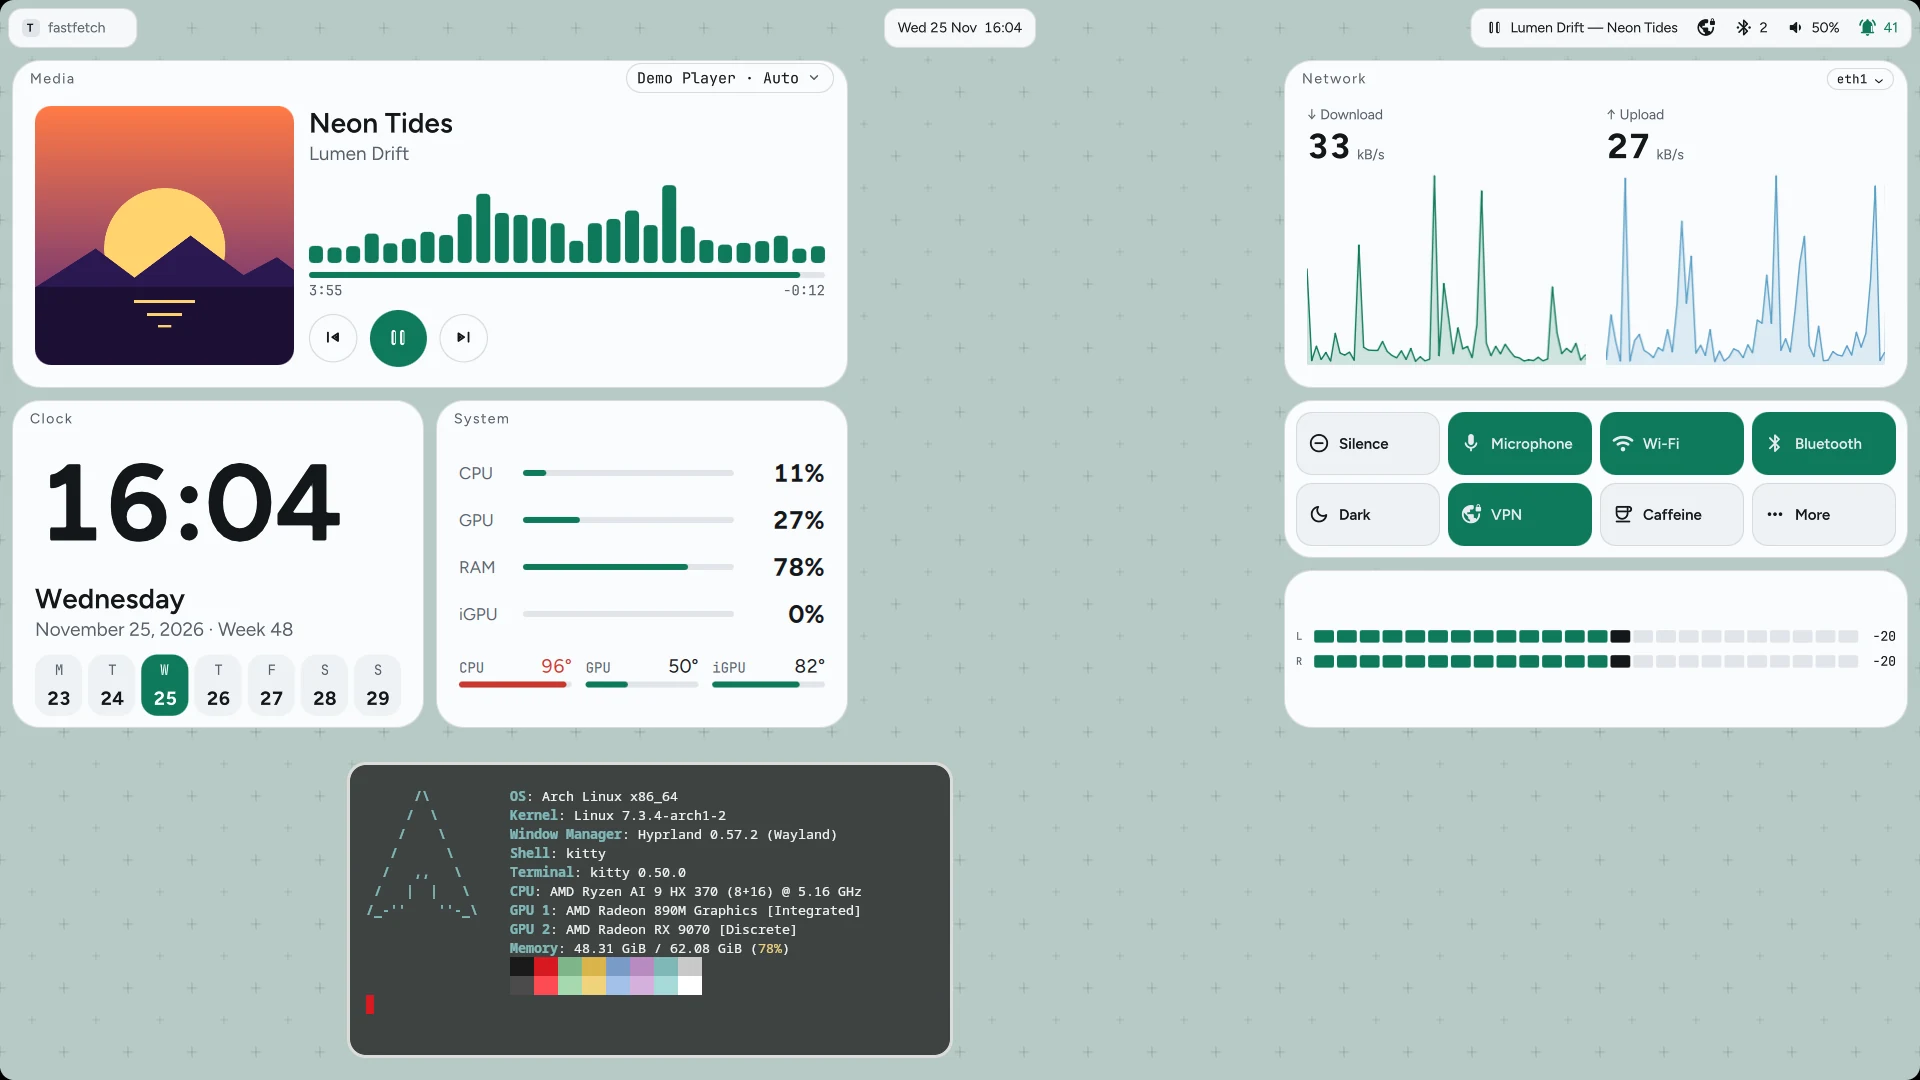 T fastfetch
Wed 25 Nov 16:04
Lumen Drift — Neon Tides 2 50% 41
Media
Demo Player · Auto
Neon Tides
Lumen Drift
3:55
-0:12
Network
eth1
↓ Download
33 kB/s
↑ Upload
27 kB/s
Clock
16:04
Wednesday
November 25, 2026 · Week 48
M T W T F S S
23 24 25 26 27 28 29
System
CPU 11%
GPU 27%
RAM 78%
iGPU 0%
CPU 96° GPU 50° iGPU 82°
Silence Microphone Wi-Fi Bluetooth
Dark VPN Caffeine More
L -20
R -20
OS: Arch Linux x86_64
Kernel: Linux 7.3.4-arch1-2
Window Manager: Hyprland 0.57.2 (Wayland)
Shell: kitty
Terminal: kitty 0.50.0
CPU: AMD Ryzen AI 9 HX 370 (8+16) @ 5.16 GHz
GPU 1: AMD Radeon 890M Graphics [Integrated]
GPU 2: AMD Radeon RX 9070 [Discrete]
Memory: 48.31 GiB / 62.08 GiB (78%)